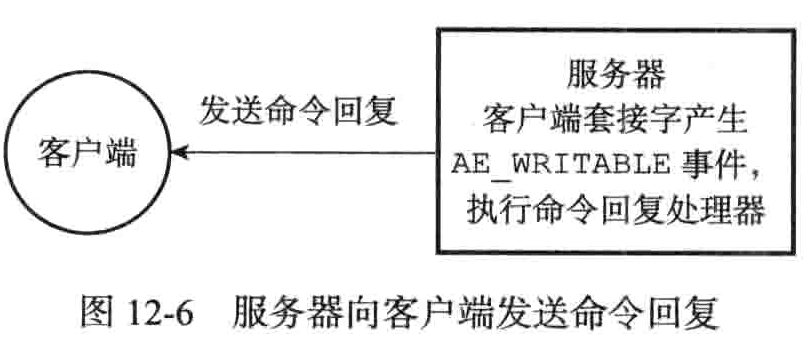 客户端
发送命令回复
服务器
客户端套接字产生
AE_WRITABLE 事件，
执行命令回复处理器
图 12-6 服务器向客户端发送命令回复